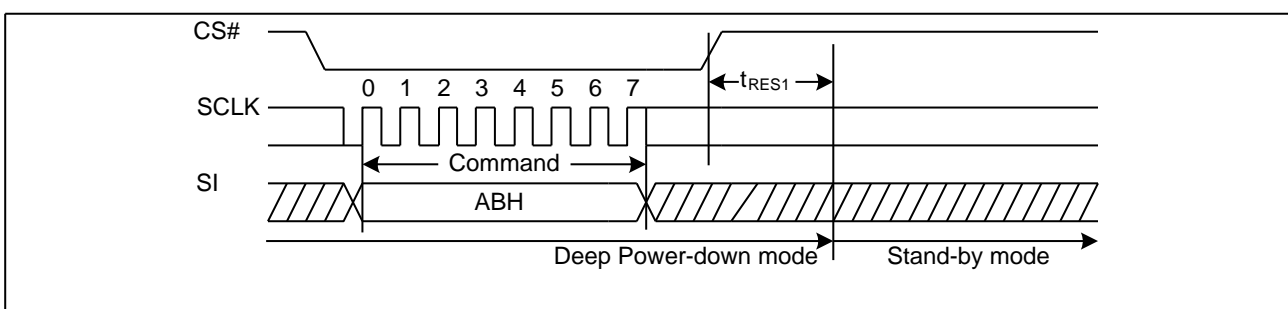 CS#
tRES1
0 1 2 3 4 5 6 7
SCLK
Command
SI
ABH
Deep Power-down mode Stand-by mode